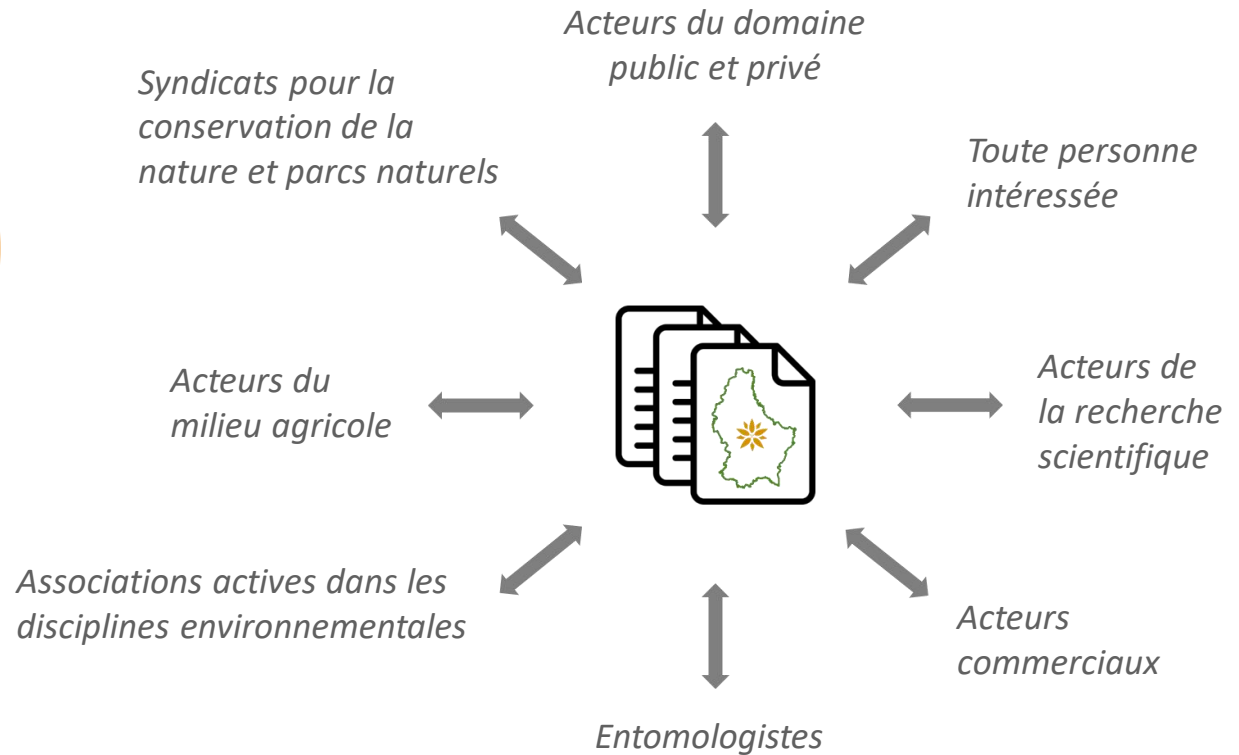 Acteurs du domaine
public et privé
Syndicats pour la
conservation de la
nature et parcs naturels
Toute personne
intéressée
Acteurs du
milieu agricole
Acteurs de
la recherche
scientifique
Associations actives dans les
disciplines environnementales
Acteurs
commerciaux
Entomologistes